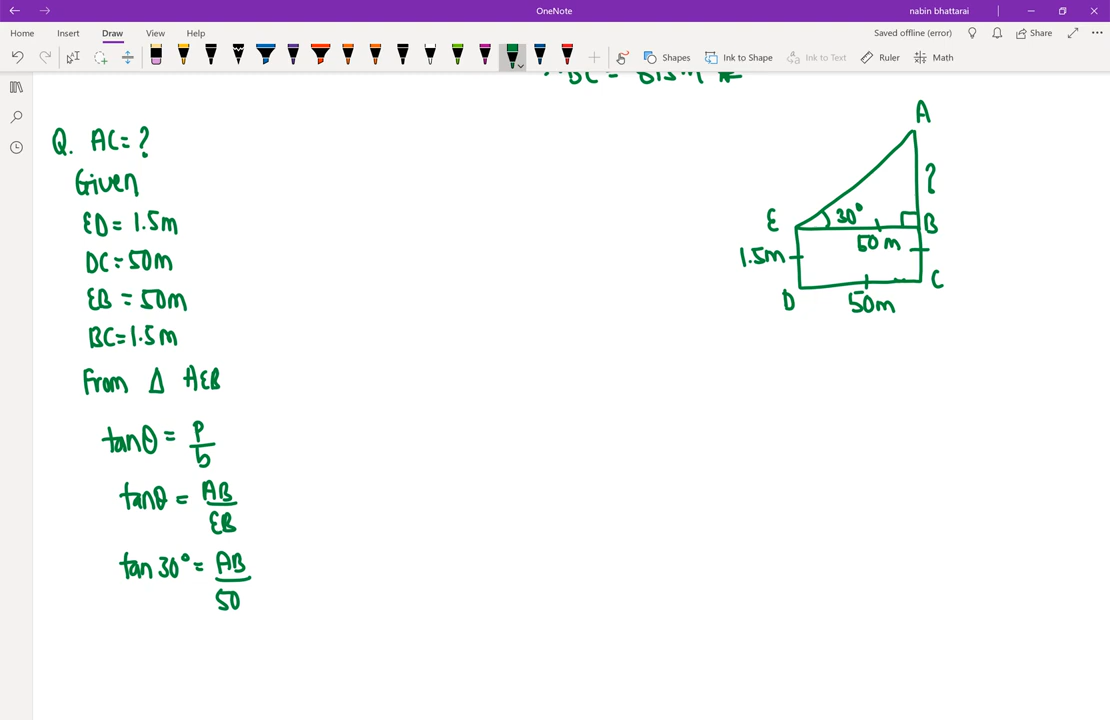 OneNote
nabin bhattarai
Home Insert Draw View Help
Saved offline (error)
Share
Shapes
Ink to Shape
Ink to Text
Ruler
Math
Q. AC = ?
Given
ED = 1.5m
DC = 50m
EB = 50m
BC = 1.5m
From Δ AEB
tanθ = P/b
tanθ = AB/EB
tan 30° = AB/50
A
?
E
30°
B
50 m
1.5m
C
D
50m